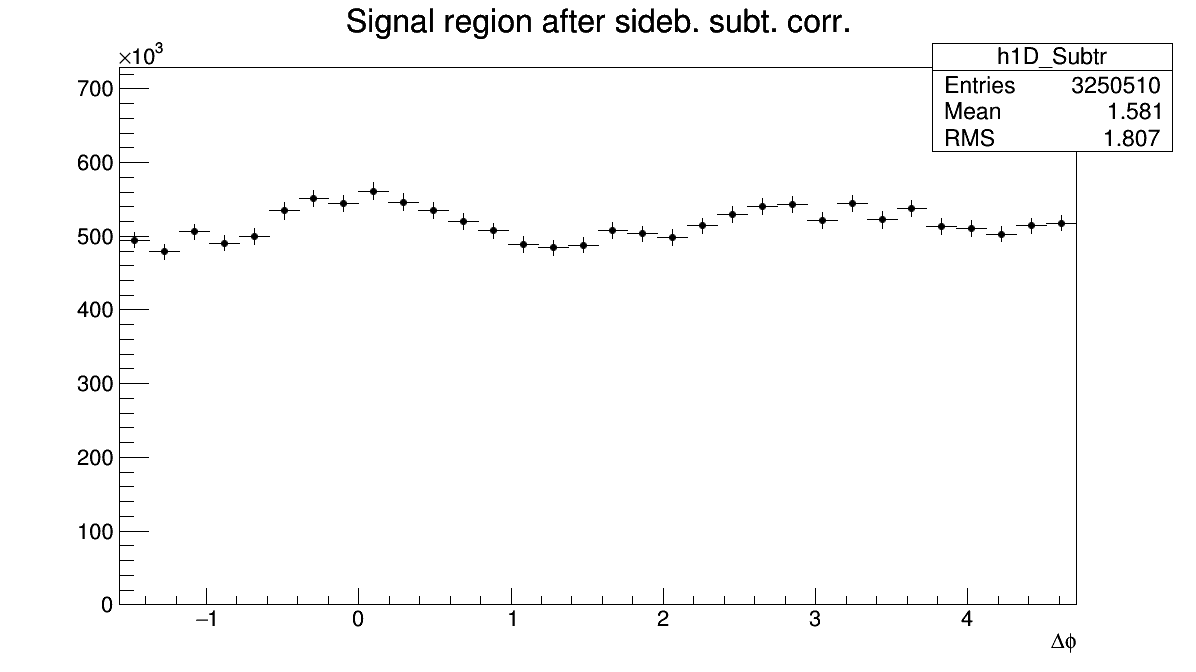 Signal region after sideb. subt. corr.
×10³
h1D_Subtr
Entries 3250510
Mean 1.581
RMS 1.807
700
600
500
400
300
200
100
0
−1 0 1 2 3 4
Δϕ